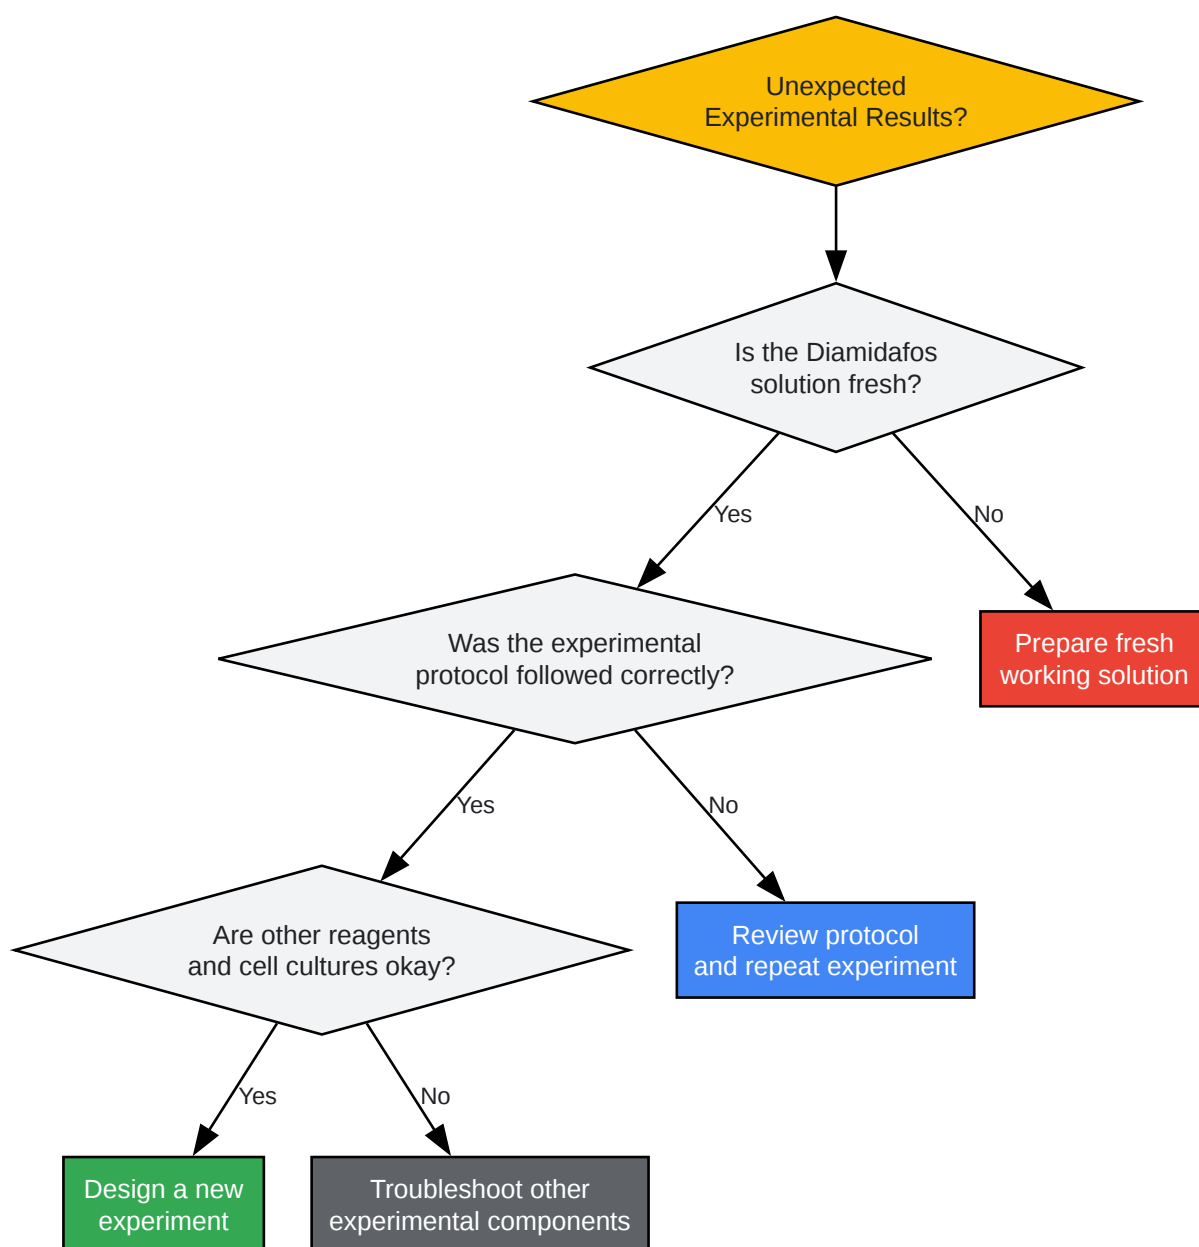 Unexpected
Experimental Results?
Is the Diamidafos
solution fresh?
Yes
No
Was the experimental
protocol followed correctly?
Prepare fresh
working solution
Yes
No
Are other reagents
and cell cultures okay?
Review protocol
and repeat experiment
Yes
No
Design a new
experiment
Troubleshoot other
experimental components